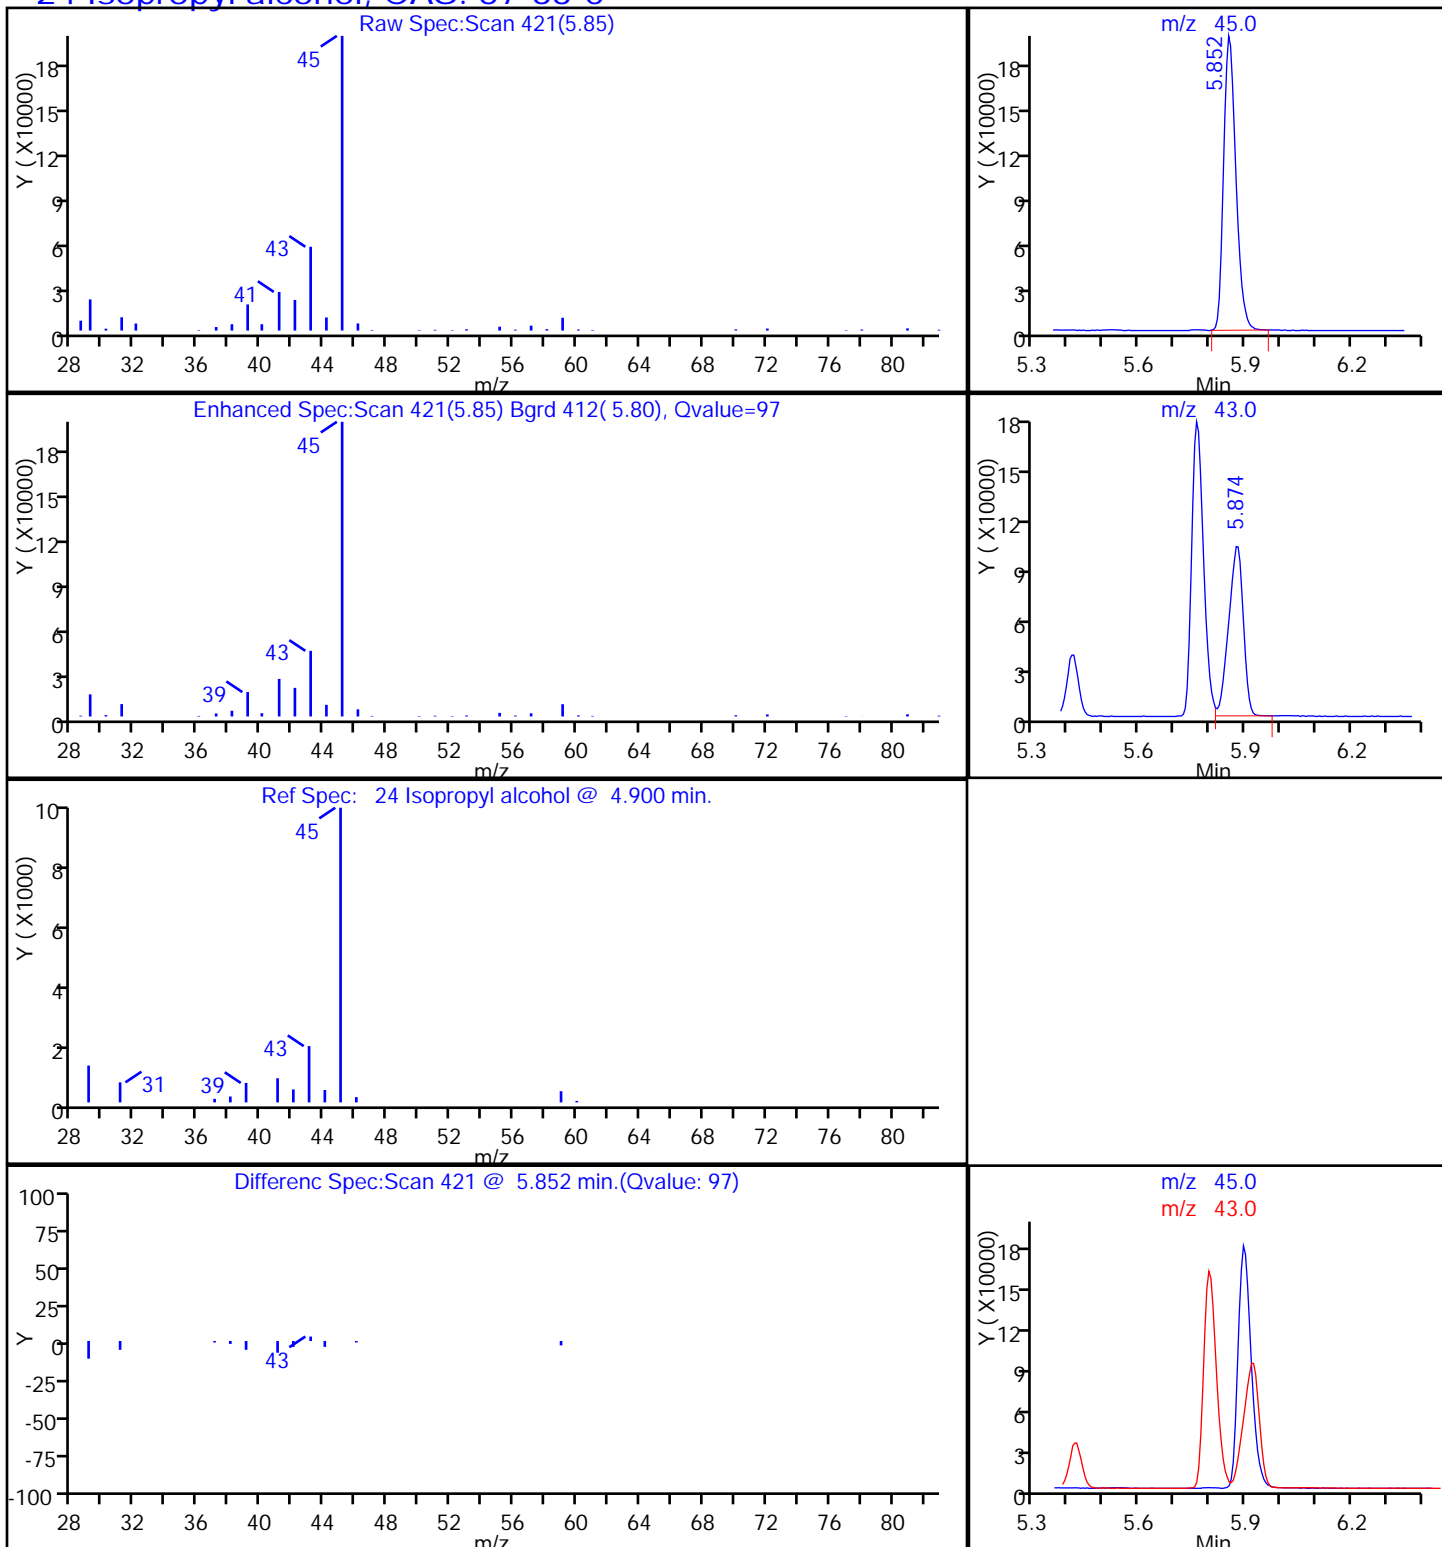 Raw Spec:Scan 421(5.85)
Y ( X10000)
18
15
12
9
6
3
0
45
43
41
28 32 36 40 44 48 52 56 60 64 68 72 76 80
m/z
m/z 45.0
Y ( X10000)
18
15
12
9
6
3
0
5.852
5.3 5.6 5.9 6.2
Min
Enhanced Spec:Scan 421(5.85) Bgrd 412( 5.80), Qvalue=97
Y ( X10000)
18
15
12
9
6
3
0
45
43
39
28 32 36 40 44 48 52 56 60 64 68 72 76 80
m/z
m/z 43.0
Y ( X10000)
18
15
12
9
6
3
0
5.874
5.3 5.6 5.9 6.2
Min
Ref Spec: 24 Isopropyl alcohol @ 4.900 min.
Y ( X1000)
10
8
6
4
2
0
45
43
31
39
28 32 36 40 44 48 52 56 60 64 68 72 76 80
m/z
Differenc Spec:Scan 421 @ 5.852 min.(Qvalue: 97)
Y
100
75
50
25
0
-25
-50
-75
-100
43
28 32 36 40 44 48 52 56 60 64 68 72 76 80
m/z
m/z 45.0
m/z 43.0
Y ( X10000)
18
15
12
9
6
3
0
5.3 5.6 5.9 6.2
Min